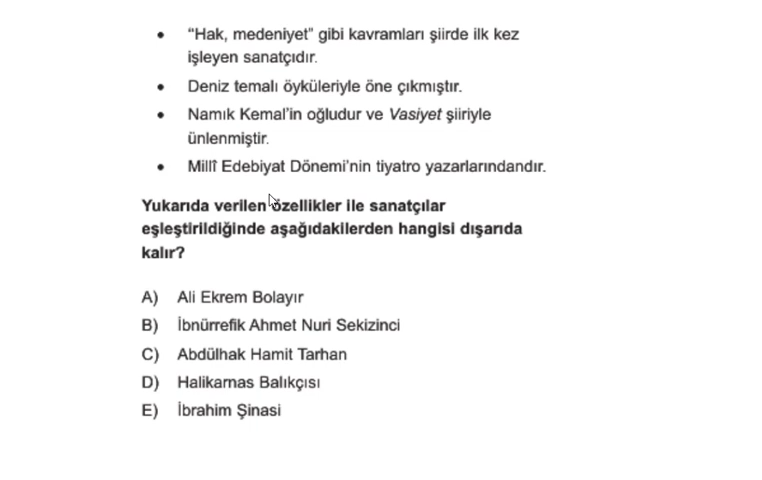 • “Hak, medeniyet” gibi kavramları şiirde ilk kez
işleyen sanatçıdır.
• Deniz temalı öyküleriyle öne çıkmıştır.
• Namık Kemal’in oğludur ve Vasiyet şiiriyle
ünlenmiştir.
• Millî Edebiyat Dönemi’nin tiyatro yazarlarındandır.
Yukarıda verilen özellikler ile sanatçılar
eşleştirildiğinde aşağıdakilerden hangisi dışarıda
kalır?
A) Ali Ekrem Bolayır
B) İbnürrefik Ahmet Nuri Sekizinci
C) Abdülhak Hamit Tarhan
D) Halikarnas Balıkçısı
E) İbrahim Şinasi